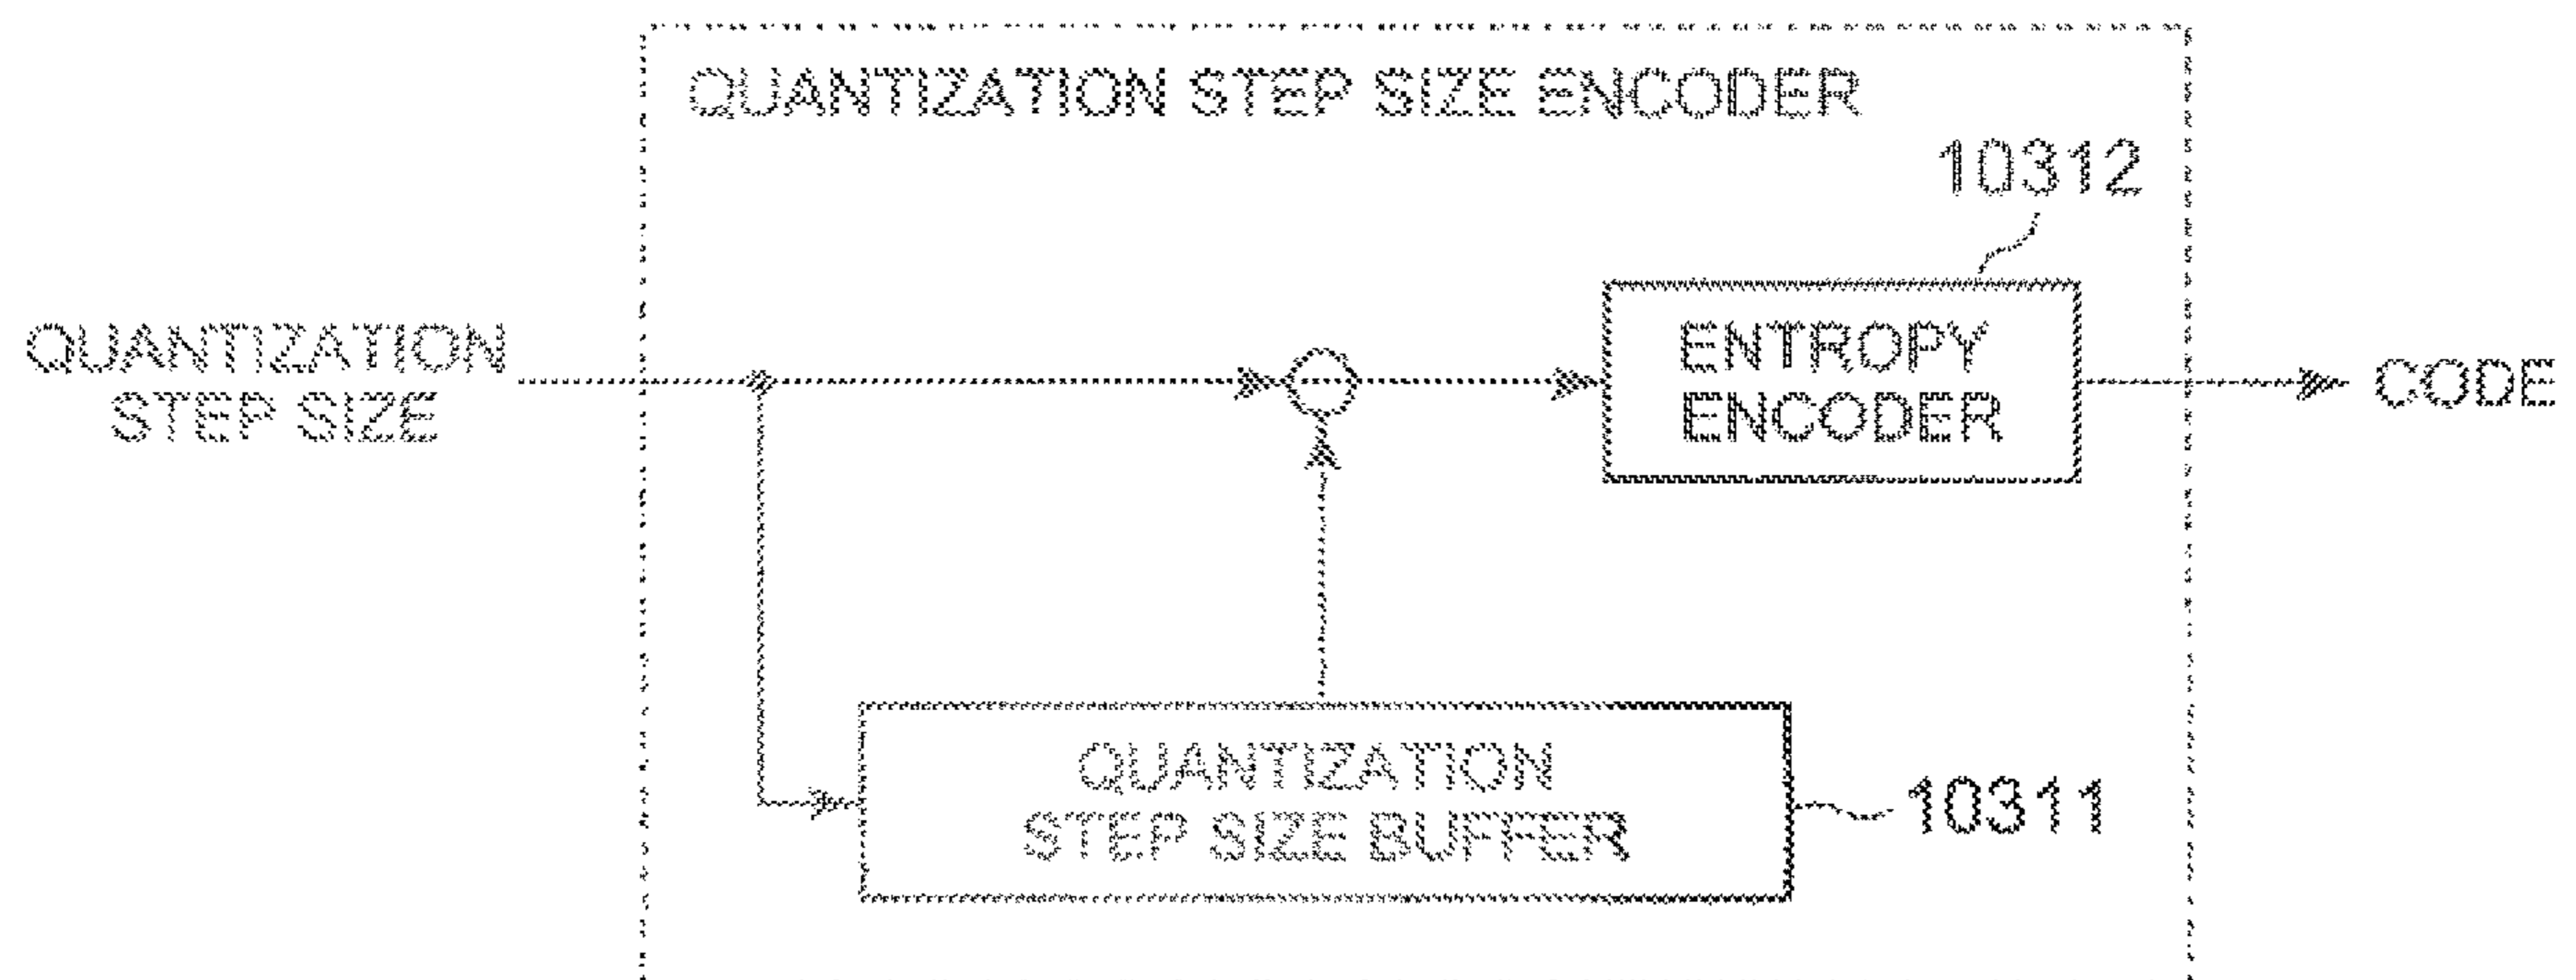 QUANTIZATION STEP SIZE ENCODER
10312
QUANTIZATION
STEP SIZE
ENTROPY
ENCODER
CODE
QUANTIZATION
STEP SIZE BUFFER
10311